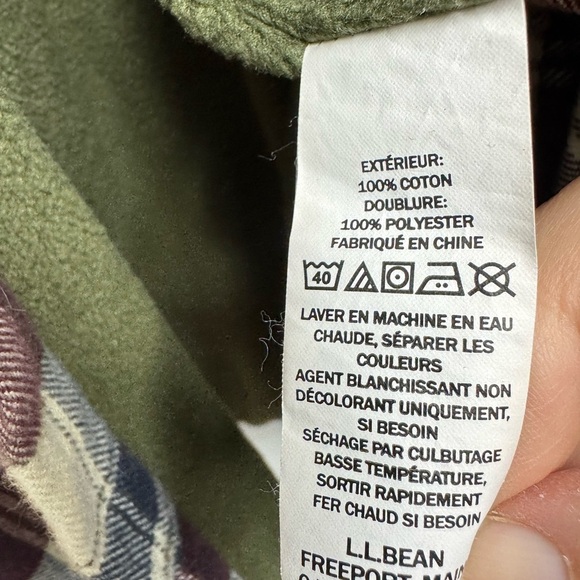 EXTÉRIEUR:
100% COTON
DOUBLURE:
100% POLYESTER
FABRIQUÉ EN CHINE
40
LAVER EN MACHINE EN EAU
CHAUDE, SÉPARER LES
COULEURS
AGENT BLANCHISSANT NON
DÉCOLORANT UNIQUEMENT,
SI BESOIN
SÉCHAGE PAR CULBUTAGE
BASSE TEMPÉRATURE,
SORTIR RAPIDEMENT
FER CHAUD SI BESOIN
L.L.BEAN
FREEPORT,